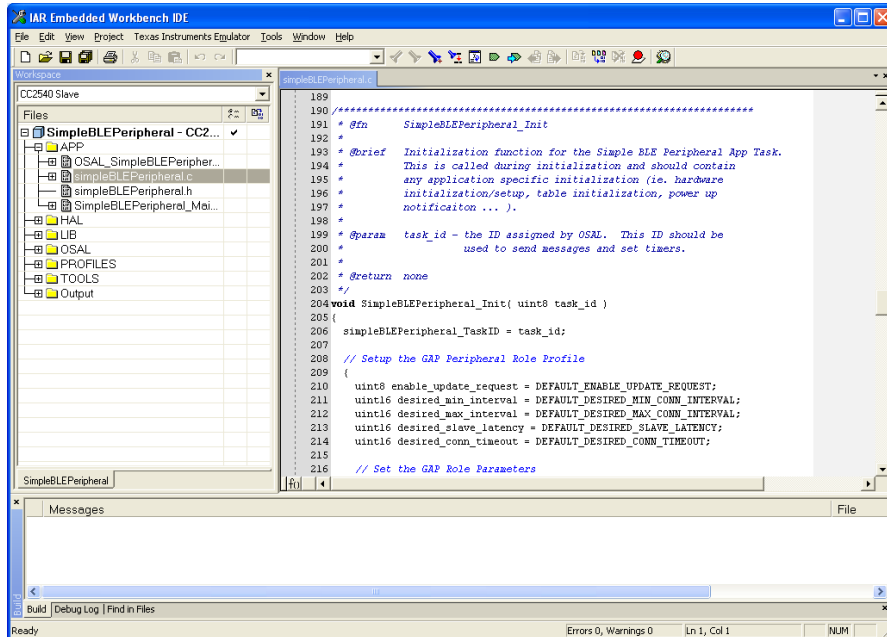 IAR Embedded Workbench IDE
File Edit View Project Texas Instruments Emulator Tools Window Help
Workspace
CC2540 Slave
Files
SimpleBLEPeripheral - CC2...
APP
OSAL_SimpleBLEPeripher...
simpleBLEPeripheral.c
simpleBLEPeripheral.h
SimpleBLEPeripheral_Mai...
HAL
LIB
OSAL
PROFILES
TOOLS
Output
SimpleBLEPeripheral
simpleBLEPeripheral.c
189
190 /*********************************************************************
191 * @fn      SimpleBLEPeripheral_Init
192 *
193 * @brief   Initialization function for the Simple BLE Peripheral App Task.
194 *          This is called during initialization and should contain
195 *          any application specific initialization (ie. hardware
196 *          initialization/setup, table initialization, power up
197 *          notificaiton ... ).
198 *
199 * @param   task_id - the ID assigned by OSAL.  This ID should be
200 *                    used to send messages and set timers.
201 *
202 * @return  none
203 */
204 void SimpleBLEPeripheral_Init( uint8 task_id )
205 {
206   simpleBLEPeripheral_TaskID = task_id;
207
208   // Setup the GAP Peripheral Role Profile
209   {
210     uint8 enable_update_request = DEFAULT_ENABLE_UPDATE_REQUEST;
211     uint16 desired_min_interval = DEFAULT_DESIRED_MIN_CONN_INTERVAL;
212     uint16 desired_max_interval = DEFAULT_DESIRED_MAX_CONN_INTERVAL;
213     uint16 desired_slave_latency = DEFAULT_DESIRED_SLAVE_LATENCY;
214     uint16 desired_conn_timeout = DEFAULT_DESIRED_CONN_TIMEOUT;
215
216     // Set the GAP Role Parameters
f()
Messages File
Build
Build Debug Log Find in Files
Ready Errors 0, Warnings 0 Ln 1, Col 1 NUM